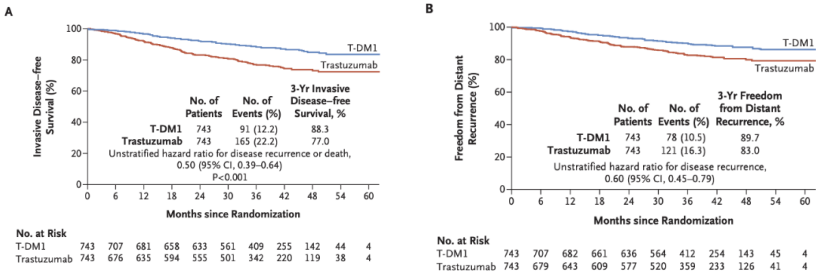 A
Invasive Disease–free
Survival (%)
100
80
60
40
20
0
T-DM1
Trastuzumab
No. of
Patients
No. of
Events (%)
3-Yr Invasive
Disease–free
Survival, %
T-DM1 743 91 (12.2) 88.3
Trastuzumab 743 165 (22.2) 77.0
Unstratified hazard ratio for disease recurrence or death,
0.50 (95% CI, 0.39–0.64)
P<0.001
0 6 12 18 24 30 36 42 48 54 60
Months since Randomization
No. at Risk
T-DM1 743 707 681 658 633 561 409 255 142 44 4
Trastuzumab 743 676 635 594 555 501 342 220 119 38 4
B
Freedom from Distant
Recurrence (%)
100
80
60
40
20
0
T-DM1
Trastuzumab
No. of
Patients
No. of
Events (%)
3-Yr Freedom
from Distant
Recurrence, %
T-DM1 743 78 (10.5) 89.7
Trastuzumab 743 121 (16.3) 83.0
Unstratified hazard ratio for disease recurrence,
0.60 (95% CI, 0.45–0.79)
0 6 12 18 24 30 36 42 48 54 60
Months since Randomization
No. at Risk
T-DM1 743 707 682 661 636 564 412 254 143 45 4
Trastuzumab 743 679 643 609 577 520 359 233 126 41 4